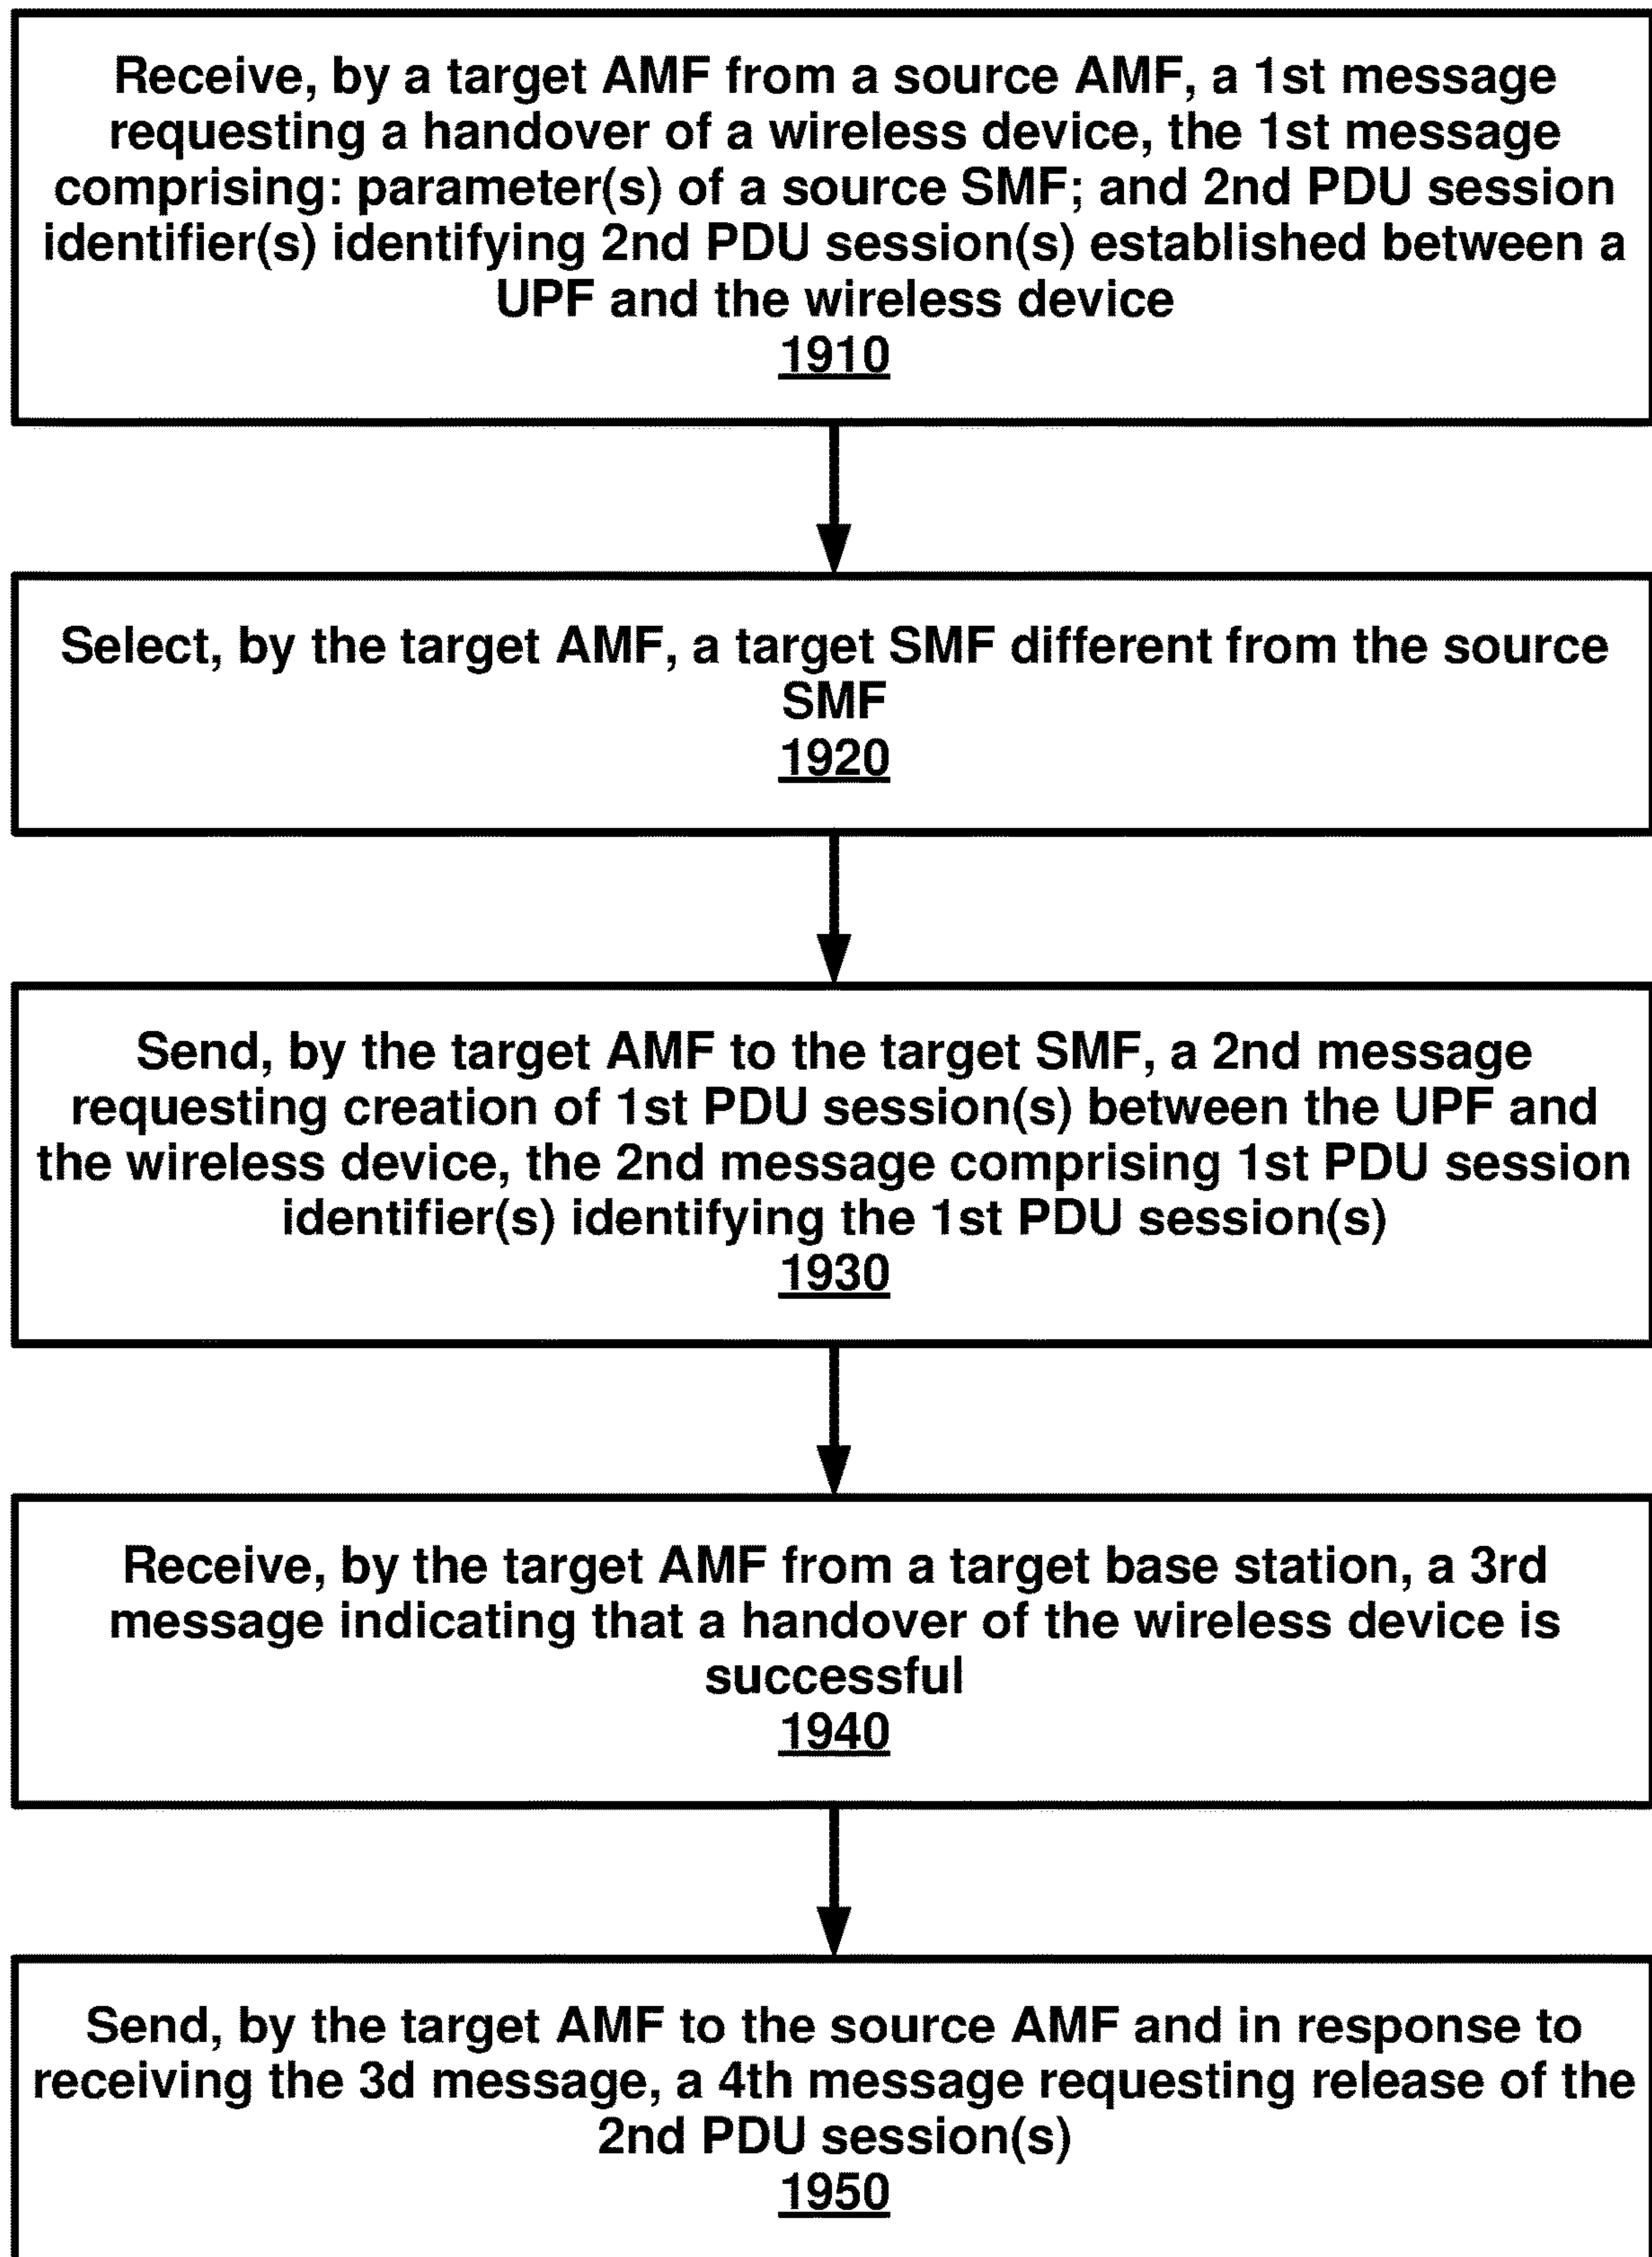 Receive, by a target AMF from a source AMF, a 1st message
requesting a handover of a wireless device, the 1st message
comprising: parameter(s) of a source SMF; and 2nd PDU session
identifier(s) identifying 2nd PDU session(s) established between a
UPF and the wireless device
1910
Select, by the target AMF, a target SMF different from the source
SMF
1920
Send, by the target AMF to the target SMF, a 2nd message
requesting creation of 1st PDU session(s) between the UPF and
the wireless device, the 2nd message comprising 1st PDU session
identifier(s) identifying the 1st PDU session(s)
1930
Receive, by the target AMF from a target base station, a 3rd
message indicating that a handover of the wireless device is
successful
1940
Send, by the target AMF to the source AMF and in response to
receiving the 3d message, a 4th message requesting release of the
2nd PDU session(s)
1950